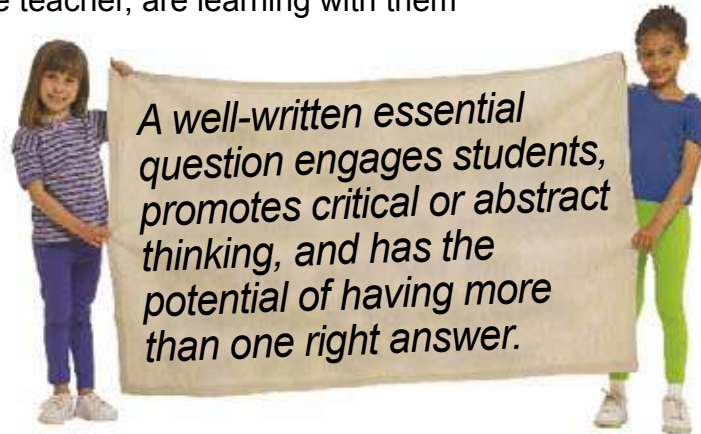 teacher, are learning with them
A well-written essential
question engages students,
promotes critical or abstract
thinking, and has the
potential of having more
than one right answer.